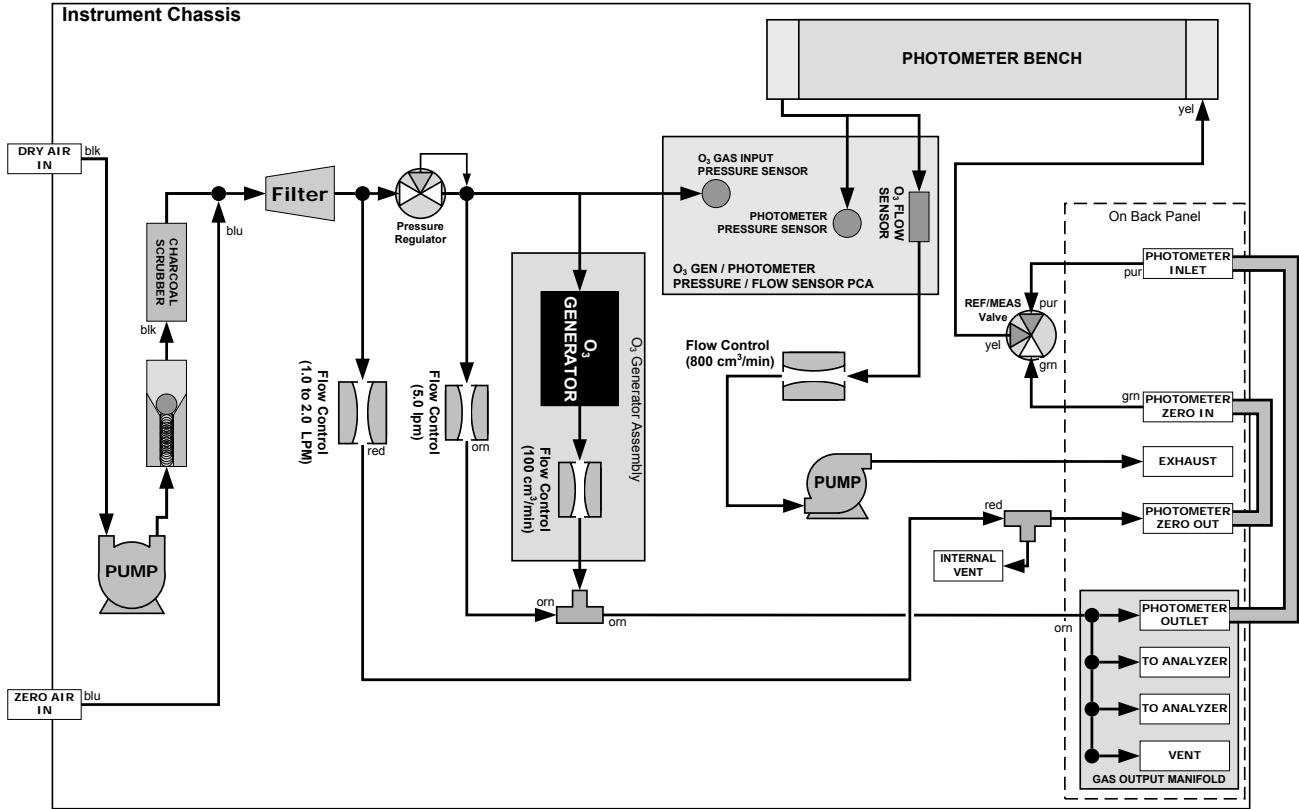 Instrument Chassis
PHOTOMETER BENCH
yel
DRY AIR
IN
blk
O3 GAS INPUT
PRESSURE SENSOR
O3 FLOW
SENSOR
PHOTOMETER
PRESSURE SENSOR
O3 GEN / PHOTOMETER
PRESSURE / FLOW SENSOR PCA
Filter
blu
Pressure
Regulator
CHARCOAL
SCRUBBER
blk
On Back Panel
PHOTOMETER
INLET
pur
REF/MEAS
Valve
pur
yel
grn
O3
GENERATOR
O3 Generator Assembly
Flow Control
(800 cm3/min)
Flow Control
(1.0 to 2.0 LPM)
red
Flow Control
(5.0 lpm)
orn
Flow Control
(100 cm3/min)
grn
PHOTOMETER
ZERO IN
EXHAUST
PUMP
red
PHOTOMETER
ZERO OUT
INTERNAL
VENT
PUMP
orn
orn
orn
PHOTOMETER
OUTLET
TO ANALYZER
TO ANALYZER
VENT
GAS OUTPUT MANIFOLD
ZERO AIR
IN
blu